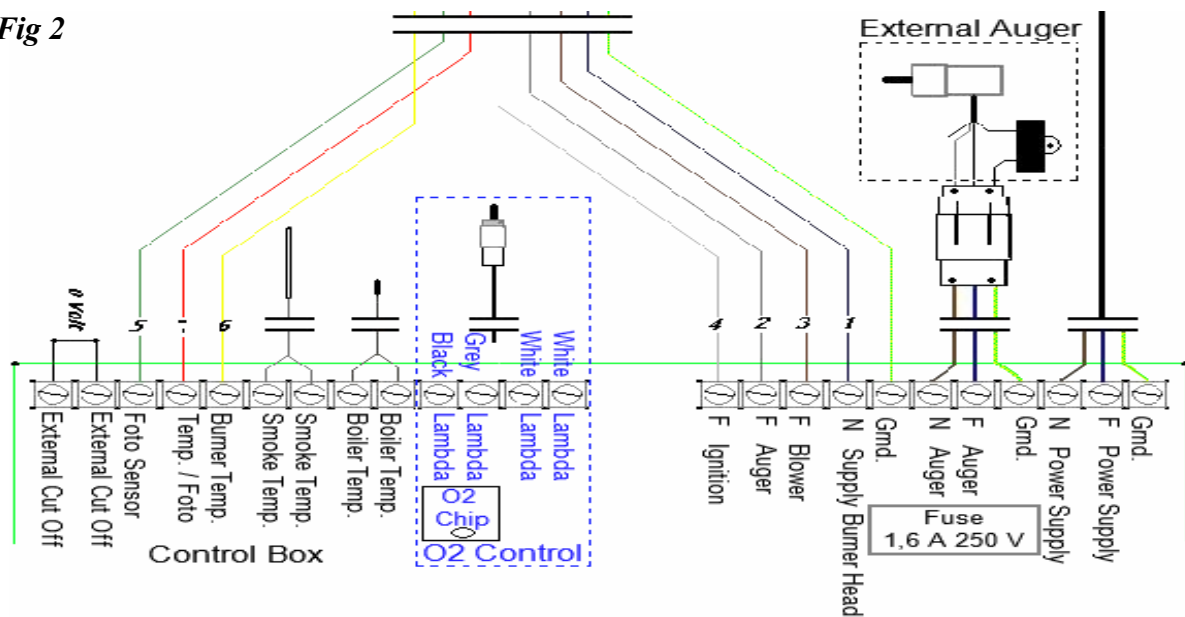 Fig 2
External Auger
0 Volt
5
7
6
4
2
3
1
Black
Grey
White
White
External Cut Off
External Cut Off
Foto Sensor
Temp. / Foto
Burner Temp.
Smoke Temp.
Smoke Temp.
Boiler Temp.
Boiler Temp.
Lambda
Lambda
Lambda
Lambda
F Ignition
F Auger
F Blower
N Supply Burner Head
Grnd.
N Auger
F Auger
Grnd.
N Power Supply
F Power Supply
Grnd.
O2
Chip
O2 Control
Control Box
Fuse
1,6 A 250 V